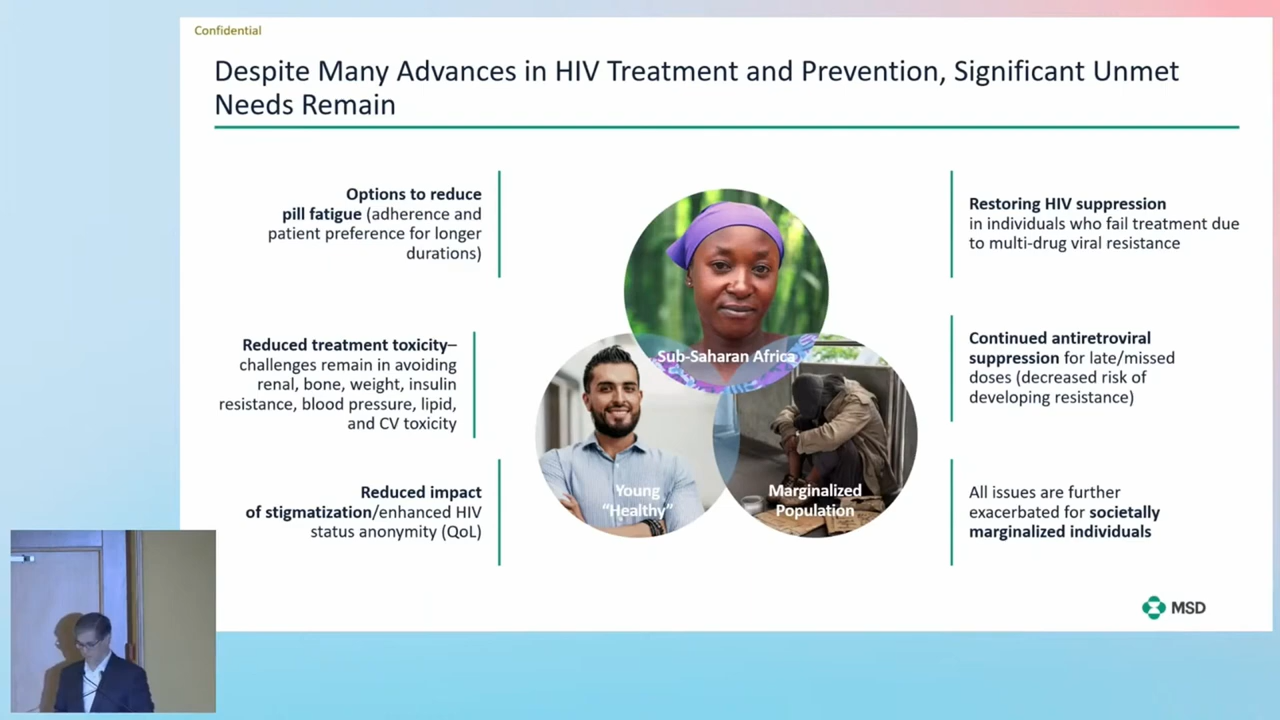 Confidential
Despite Many Advances in HIV Treatment and Prevention, Significant Unmet
Needs Remain
Options to reduce
pill fatigue (adherence and
patient preference for longer
durations)
Reduced treatment toxicity–
challenges remain in avoiding
renal, bone, weight, insulin
resistance, blood pressure, lipid,
and CV toxicity
Reduced impact
of stigmatization/enhanced HIV
status anonymity (QoL)
Sub-Saharan Africa
Young
“Healthy”
Marginalized
Population
Restoring HIV suppression
in individuals who fail treatment due
to multi-drug viral resistance
Continued antiretroviral
suppression for late/missed
doses (decreased risk of
developing resistance)
All issues are further
exacerbated for societally
marginalized individuals
MSD